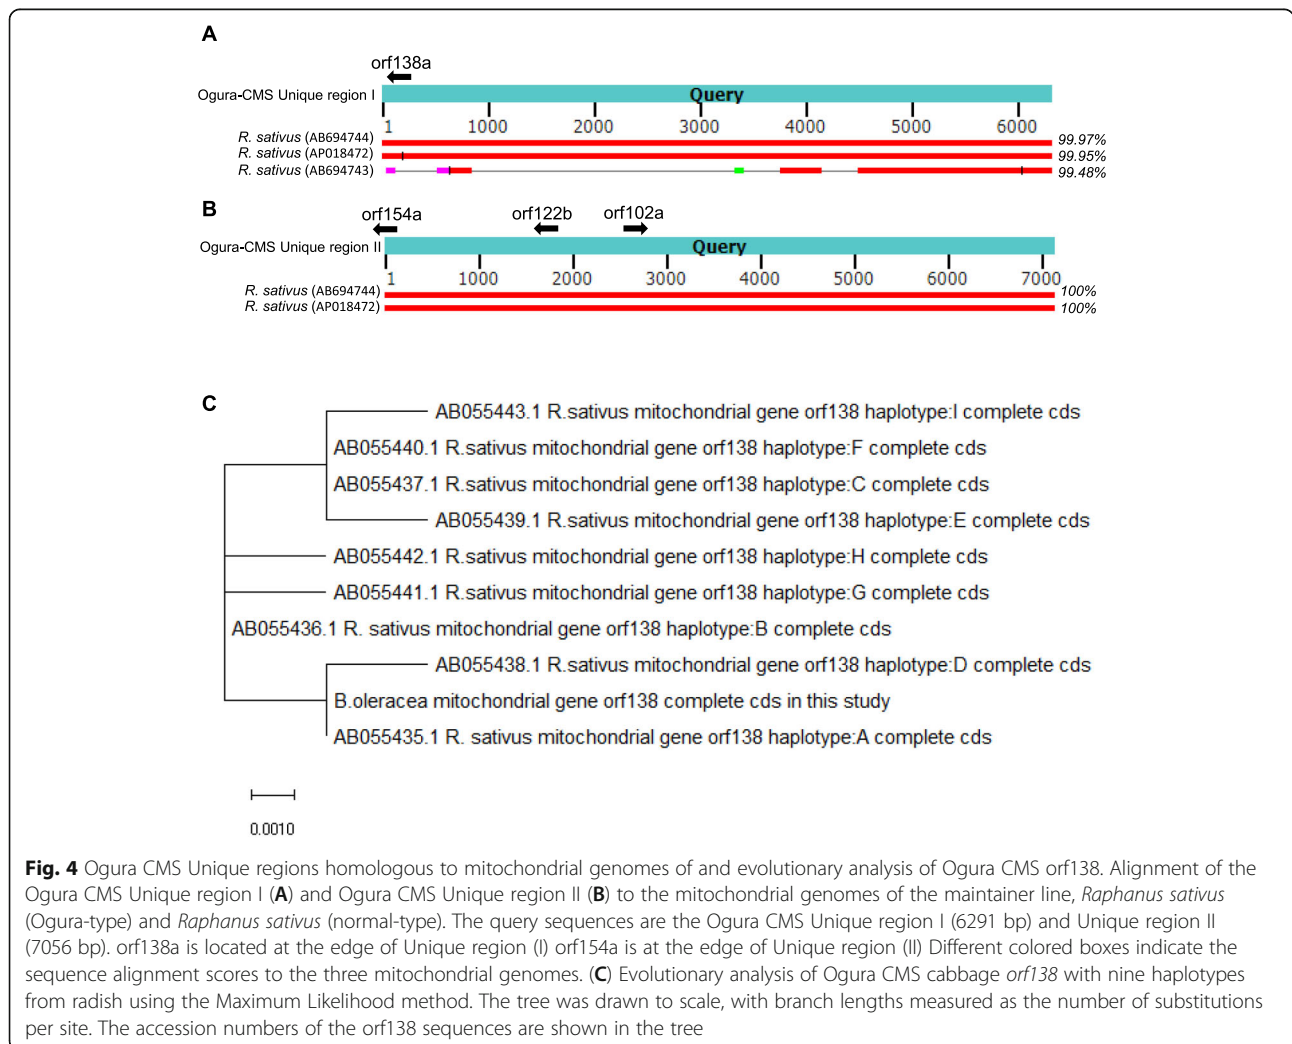 A
orf138a
Ogura-CMS Unique region I
Query
1 1000 2000 3000 4000 5000 6000
R. sativus (AB694744) 99.97%
R. sativus (AP018472) 99.95%
R. sativus (AB694743) 99.48%
B
orf154a orf122b orf102a
Ogura-CMS Unique region II
Query
1 1000 2000 3000 4000 5000 6000 7000
R. sativus (AB694744) 100%
R. sativus (AP018472) 100%
C
AB055443.1 R.sativus mitochondrial gene orf138 haplotype:I complete cds
AB055440.1 R.sativus mitochondrial gene orf138 haplotype:F complete cds
AB055437.1 R.sativus mitochondrial gene orf138 haplotype:C complete cds
AB055439.1 R.sativus mitochondrial gene orf138 haplotype:E complete cds
AB055442.1 R.sativus mitochondrial gene orf138 haplotype:H complete cds
AB055441.1 R.sativus mitochondrial gene orf138 haplotype:G complete cds
AB055436.1 R. sativus mitochondrial gene orf138 haplotype:B complete cds
AB055438.1 R.sativus mitochondrial gene orf138 haplotype:D complete cds
B.oleracea mitochondrial gene orf138 complete cds in this study
AB055435.1 R. sativus mitochondrial gene orf138 haplotype:A complete cds
0.0010
Fig. 4 Ogura CMS Unique regions homologous to mitochondrial genomes of and evolutionary analysis of Ogura CMS orf138. Alignment of the
Ogura CMS Unique region I (A) and Ogura CMS Unique region II (B) to the mitochondrial genomes of the maintainer line, Raphanus sativus
(Ogura-type) and Raphanus sativus (normal-type). The query sequences are the Ogura CMS Unique region I (6291 bp) and Unique region II
(7056 bp). orf138a is located at the edge of Unique region (I) orf154a is at the edge of Unique region (II) Different colored boxes indicate the
sequence alignment scores to the three mitochondrial genomes. (C) Evolutionary analysis of Ogura CMS cabbage orf138 with nine haplotypes
from radish using the Maximum Likelihood method. The tree was drawn to scale, with branch lengths measured as the number of substitutions
per site. The accession numbers of the orf138 sequences are shown in the tree